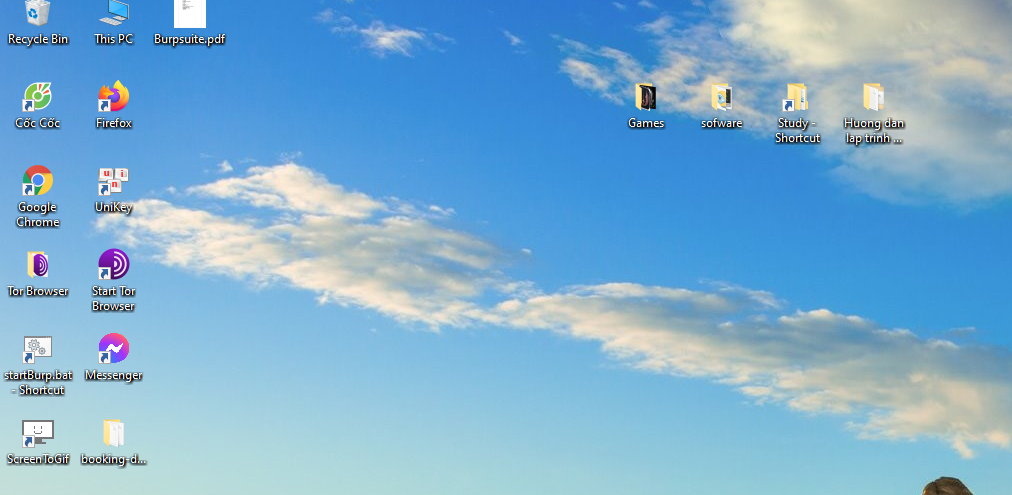 Recycle Bin
This PC
Burpsuite.pdf
Cốc Cốc
Firefox
Games
sofware
Study -
Shortcut
Huong dan
lap trinh ...
Google
Chrome
UniKey
Tor Browser
Start Tor
Browser
startBurp.bat
- Shortcut
Messenger
ScreenToGif
booking-d...